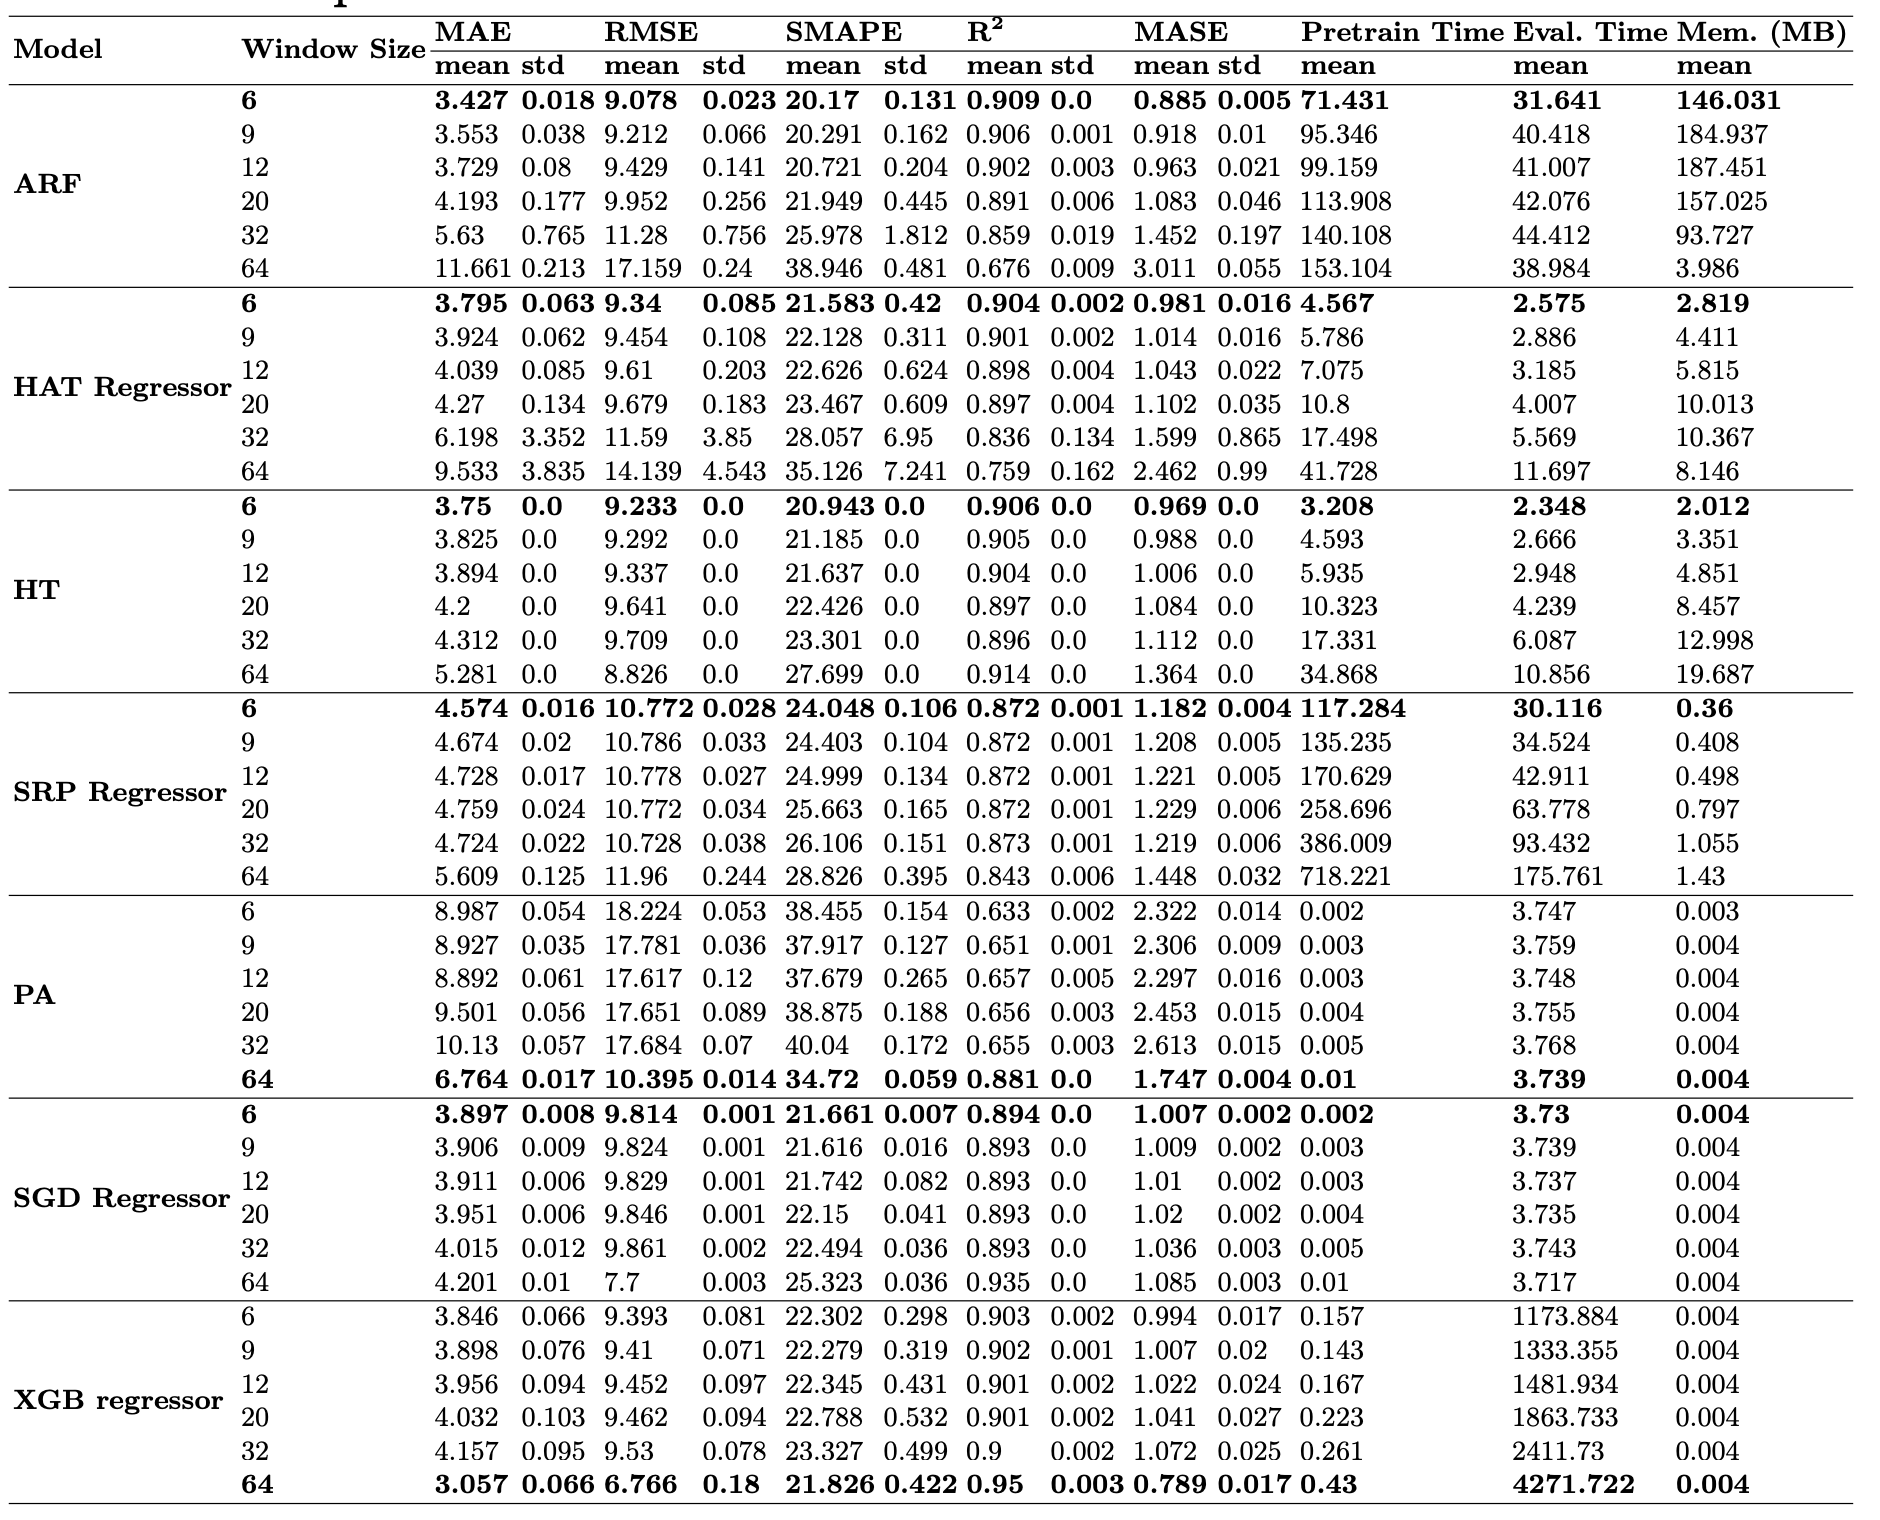 Model Window Size MAE RMSE SMAPE R² MASE Pretrain Time Eval. Time Mem. (MB)
mean std mean std mean std mean std mean std mean mean mean
ARF
6 3.427 0.018 9.078 0.023 20.17 0.131 0.909 0.0 0.885 0.005 71.431 31.641 146.031
9 3.553 0.038 9.212 0.066 20.291 0.162 0.906 0.001 0.918 0.01 95.346 40.418 184.937
12 3.729 0.08 9.429 0.141 20.721 0.204 0.902 0.003 0.963 0.021 99.159 41.007 187.451
20 4.193 0.177 9.952 0.256 21.949 0.445 0.891 0.006 1.083 0.046 113.908 42.076 157.025
32 5.63 0.765 11.28 0.756 25.978 1.812 0.859 0.019 1.452 0.197 140.108 44.412 93.727
64 11.661 0.213 17.159 0.24 38.946 0.481 0.676 0.009 3.011 0.055 153.104 38.984 3.986
HAT Regressor
6 3.795 0.063 9.34 0.085 21.583 0.42 0.904 0.002 0.981 0.016 4.567 2.575 2.819
9 3.924 0.062 9.454 0.108 22.128 0.311 0.901 0.002 1.014 0.016 5.786 2.886 4.411
12 4.039 0.085 9.61 0.203 22.626 0.624 0.898 0.004 1.043 0.022 7.075 3.185 5.815
20 4.27 0.134 9.679 0.183 23.467 0.609 0.897 0.004 1.102 0.035 10.8 4.007 10.013
32 6.198 3.352 11.59 3.85 28.057 6.95 0.836 0.134 1.599 0.865 17.498 5.569 10.367
64 9.533 3.835 14.139 4.543 35.126 7.241 0.759 0.162 2.462 0.99 41.728 11.697 8.146
HT
6 3.75 0.0 9.233 0.0 20.943 0.0 0.906 0.0 0.969 0.0 3.208 2.348 2.012
9 3.825 0.0 9.292 0.0 21.185 0.0 0.905 0.0 0.988 0.0 4.593 2.666 3.351
12 3.894 0.0 9.337 0.0 21.637 0.0 0.904 0.0 1.006 0.0 5.935 2.948 4.851
20 4.2 0.0 9.641 0.0 22.426 0.0 0.897 0.0 1.084 0.0 10.323 4.239 8.457
32 4.312 0.0 9.709 0.0 23.301 0.0 0.896 0.0 1.112 0.0 17.331 6.087 12.998
64 5.281 0.0 8.826 0.0 27.699 0.0 0.914 0.0 1.364 0.0 34.868 10.856 19.687
SRP Regressor
6 4.574 0.016 10.772 0.028 24.048 0.106 0.872 0.001 1.182 0.004 117.284 30.116 0.36
9 4.674 0.02 10.786 0.033 24.403 0.104 0.872 0.001 1.208 0.005 135.235 34.524 0.408
12 4.728 0.017 10.778 0.027 24.999 0.134 0.872 0.001 1.221 0.005 170.629 42.911 0.498
20 4.759 0.024 10.772 0.034 25.663 0.165 0.872 0.001 1.229 0.006 258.696 63.778 0.797
32 4.724 0.022 10.728 0.038 26.106 0.151 0.873 0.001 1.219 0.006 386.009 93.432 1.055
64 5.609 0.125 11.96 0.244 28.826 0.395 0.843 0.006 1.448 0.032 718.221 175.761 1.43
PA
6 8.987 0.054 18.224 0.053 38.455 0.154 0.633 0.002 2.322 0.014 0.002 3.747 0.003
9 8.927 0.035 17.781 0.036 37.917 0.127 0.651 0.001 2.306 0.009 0.003 3.759 0.004
12 8.892 0.061 17.617 0.12 37.679 0.265 0.657 0.005 2.297 0.016 0.003 3.748 0.004
20 9.501 0.056 17.651 0.089 38.875 0.188 0.656 0.003 2.453 0.015 0.004 3.755 0.004
32 10.13 0.057 17.684 0.07 40.04 0.172 0.655 0.003 2.613 0.015 0.005 3.768 0.004
64 6.764 0.017 10.395 0.014 34.72 0.059 0.881 0.0 1.747 0.004 0.01 3.739 0.004
SGD Regressor
6 3.897 0.008 9.814 0.001 21.661 0.007 0.894 0.0 1.007 0.002 0.002 3.73 0.004
9 3.906 0.009 9.824 0.001 21.616 0.016 0.893 0.0 1.009 0.002 0.003 3.739 0.004
12 3.911 0.006 9.829 0.001 21.742 0.082 0.893 0.0 1.01 0.002 0.003 3.737 0.004
20 3.951 0.006 9.846 0.001 22.15 0.041 0.893 0.0 1.02 0.002 0.004 3.735 0.004
32 4.015 0.012 9.861 0.002 22.494 0.036 0.893 0.0 1.036 0.003 0.005 3.743 0.004
64 4.201 0.01 7.7 0.003 25.323 0.036 0.935 0.0 1.085 0.003 0.01 3.717 0.004
XGB regressor
6 3.846 0.066 9.393 0.081 22.302 0.298 0.903 0.002 0.994 0.017 0.157 1173.884 0.004
9 3.898 0.076 9.41 0.071 22.279 0.319 0.902 0.001 1.007 0.02 0.143 1333.355 0.004
12 3.956 0.094 9.452 0.097 22.345 0.431 0.901 0.002 1.022 0.024 0.167 1481.934 0.004
20 4.032 0.103 9.462 0.094 22.788 0.532 0.901 0.002 1.041 0.027 0.223 1863.733 0.004
32 4.157 0.095 9.53 0.078 23.327 0.499 0.9 0.002 1.072 0.025 0.261 2411.73 0.004
64 3.057 0.066 6.766 0.18 21.826 0.422 0.95 0.003 0.789 0.017 0.43 4271.722 0.004